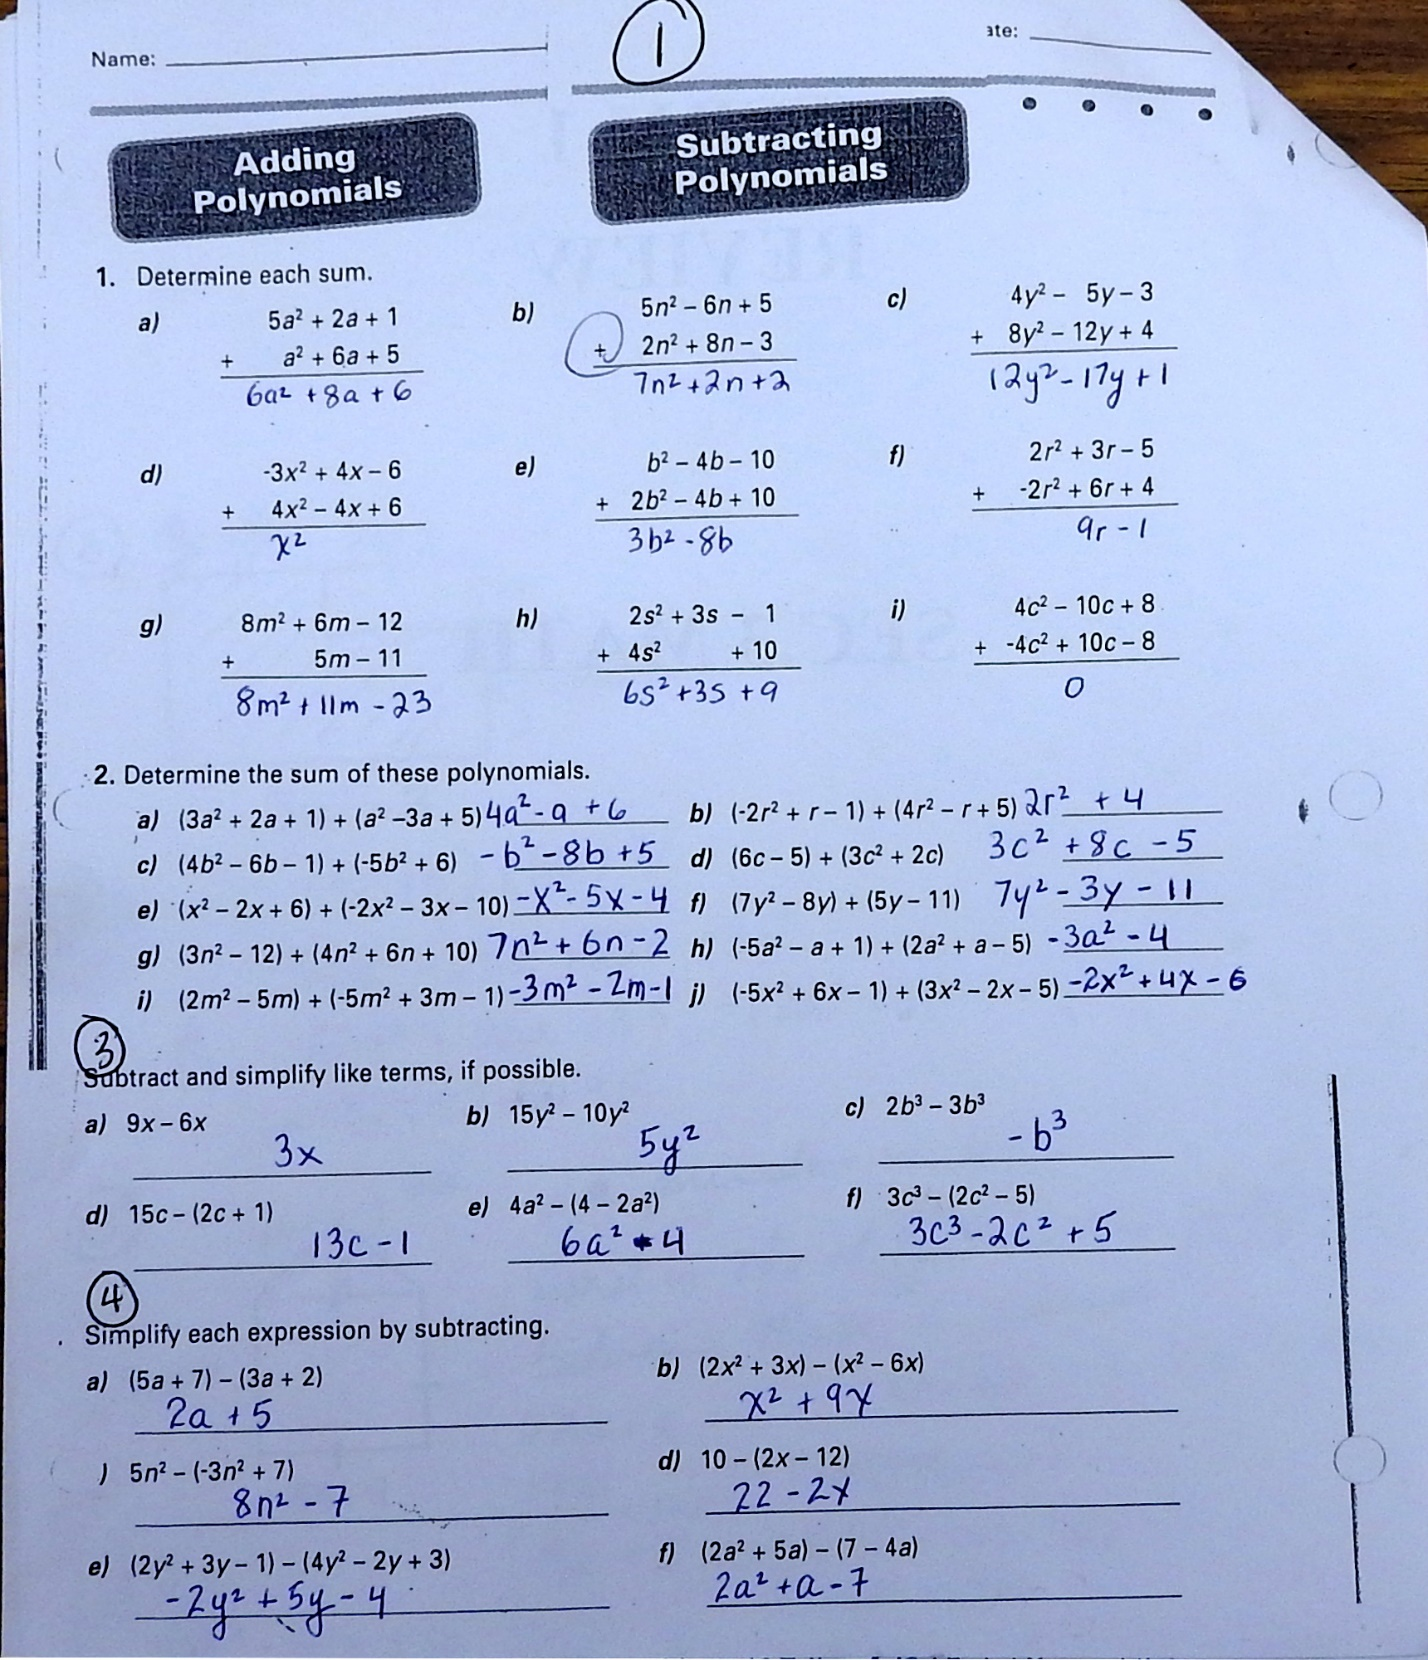 Name:
1
ate:
Adding
Polynomials
Subtracting
Polynomials
1. Determine each sum.
a) 5a² + 2a + 1
+ a² + 6a + 5
6a² + 8a + 6
b) 5n² – 6n + 5
+ 2n² + 8n – 3
7n² + 2n + 2
c) 4y² – 5y – 3
+ 8y² – 12y + 4
12y² - 17y + 1
d) -3x² + 4x – 6
+ 4x² – 4x + 6
x²
e) b² – 4b – 10
+ 2b² – 4b + 10
3b² - 8b
f) 2r² + 3r – 5
+ -2r² + 6r + 4
9r - 1
g) 8m² + 6m – 12
+ 5m – 11
8m² + 11m - 23
h) 2s² + 3s – 1
+ 4s² + 10
6s² + 3s + 9
i) 4c² – 10c + 8
+ -4c² + 10c – 8
0
2. Determine the sum of these polynomials.
a) (3a² + 2a + 1) + (a² –3a + 5) 4a² - a + 6
b) (-2r² + r – 1) + (4r² – r + 5) 2r² + 4
c) (4b² – 6b – 1) + (-5b² + 6) - b² - 8b + 5
d) (6c – 5) + (3c² + 2c) 3c² + 8c - 5
e) (x² – 2x + 6) + (-2x² – 3x – 10) -x² - 5x - 4
f) (7y² – 8y) + (5y – 11) 7y² - 3y - 11
g) (3n² – 12) + (4n² + 6n + 10) 7n² + 6n - 2
h) (-5a² – a + 1) + (2a² + a – 5) -3a² - 4
i) (2m² – 5m) + (-5m² + 3m – 1) -3m² - 2m - 1
j) (-5x² + 6x – 1) + (3x² – 2x – 5) -2x² + 4x - 6
3
Subtract and simplify like terms, if possible.
a) 9x – 6x
3x
b) 15y² – 10y²
5y²
c) 2b³ – 3b³
- b³
d) 15c – (2c + 1)
13c - 1
e) 4a² – (4 – 2a²)
6a² - 4
f) 3c³ – (2c² – 5)
3c³ - 2c² + 5
4
Simplify each expression by subtracting.
a) (5a + 7) – (3a + 2)
2a + 5
b) (2x² + 3x) – (x² – 6x)
x² + 9x
) 5n² – (-3n² + 7)
8n² - 7
d) 10 – (2x – 12)
22 - 2x
e) (2y² + 3y – 1) – (4y² – 2y + 3)
-2y² + 5y - 4
f) (2a² + 5a) – (7 – 4a)
2a² + a - 7